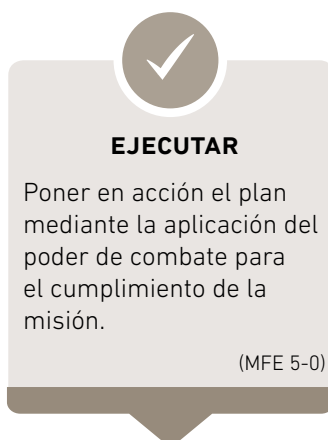 EJECUTAR
Poner en acción el plan
mediante la aplicación del
poder de combate para
el cumplimiento de la
misión.
(MFE 5-0)